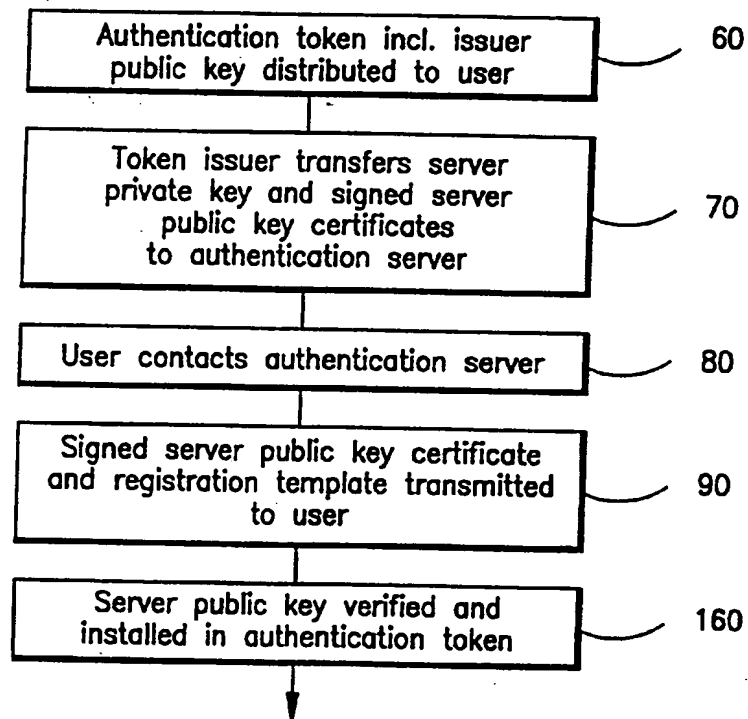 Authentication token incl. issuer
public key distributed to user
60
Token issuer transfers server
private key and signed server
public key certificates
to authentication server
70
User contacts authentication server
80
Signed server public key certificate
and registration template transmitted
to user
90
Server public key verified and
installed in authentication token
160